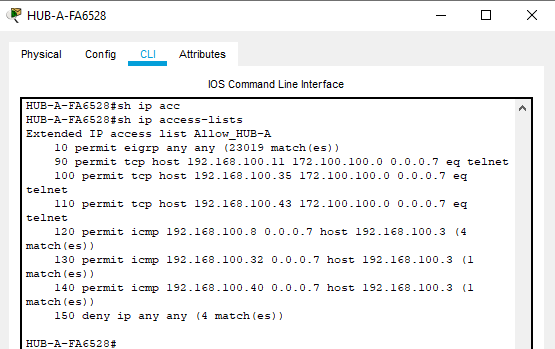 HUB-A-FA6528
Physical Config CLI Attributes
IOS Command Line Interface
HUB-A-FA6528#sh ip acc
HUB-A-FA6528#sh ip access-lists
Extended IP access list Allow_HUB-A
10 permit eigrp any any (23019 match(es))
90 permit tcp host 192.168.100.11 172.100.100.0 0.0.0.7 eq telnet
100 permit tcp host 192.168.100.35 172.100.100.0 0.0.0.7 eq
telnet
110 permit tcp host 192.168.100.43 172.100.100.0 0.0.0.7 eq
telnet
120 permit icmp 192.168.100.8 0.0.0.7 host 192.168.100.3 (4
match(es))
130 permit icmp 192.168.100.32 0.0.0.7 host 192.168.100.3 (1
match(es))
140 permit icmp 192.168.100.40 0.0.0.7 host 192.168.100.3 (1
match(es))
150 deny ip any any (4 match(es))
HUB-A-FA6528#